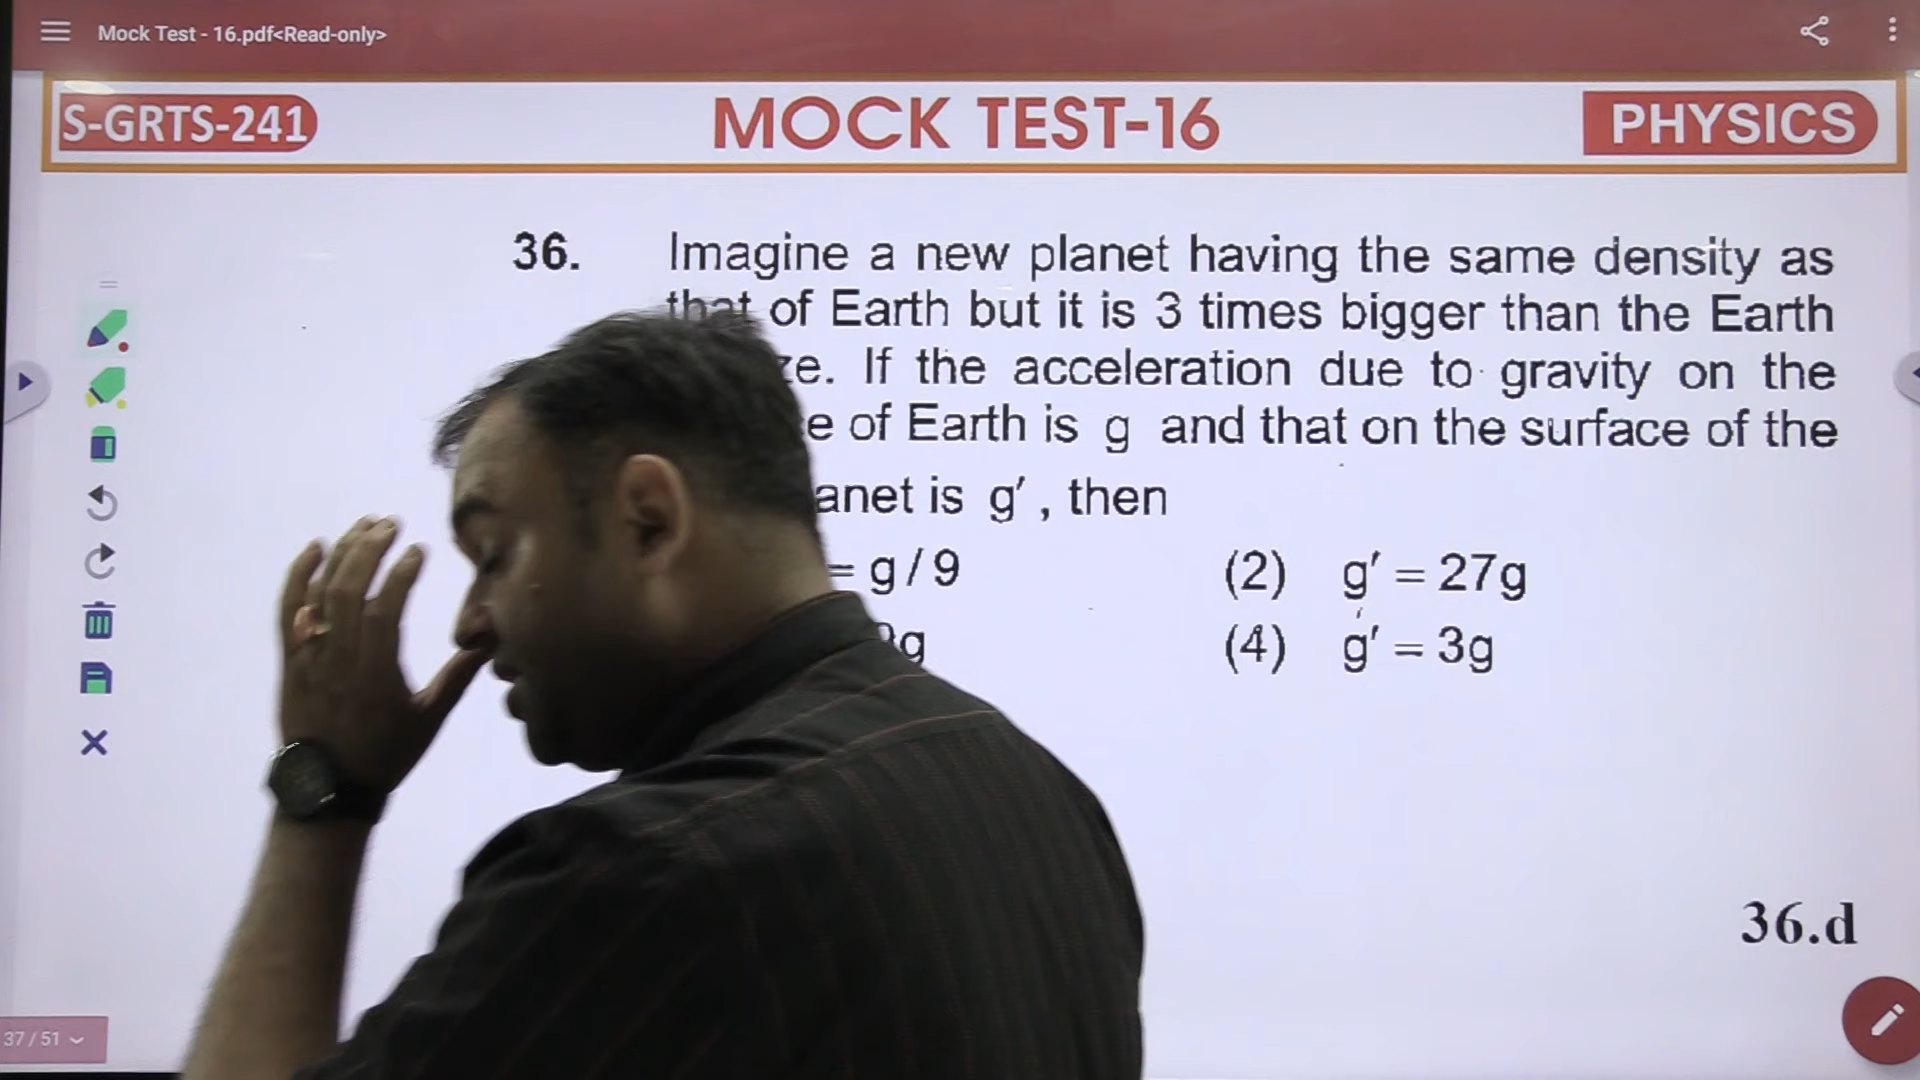 Mock Test - 16.pdf<Read-only>
S-GRTS-241 MOCK TEST-16 PHYSICS
36. Imagine a new planet having the same density as
that of Earth but it is 3 times bigger than the Earth
If the acceleration due to gravity on the
of Earth is g and that on the surface of the
is g′ , then
= g / 9 (2) g′ = 27g
(4) g′ = 3g
36.d
37 / 51